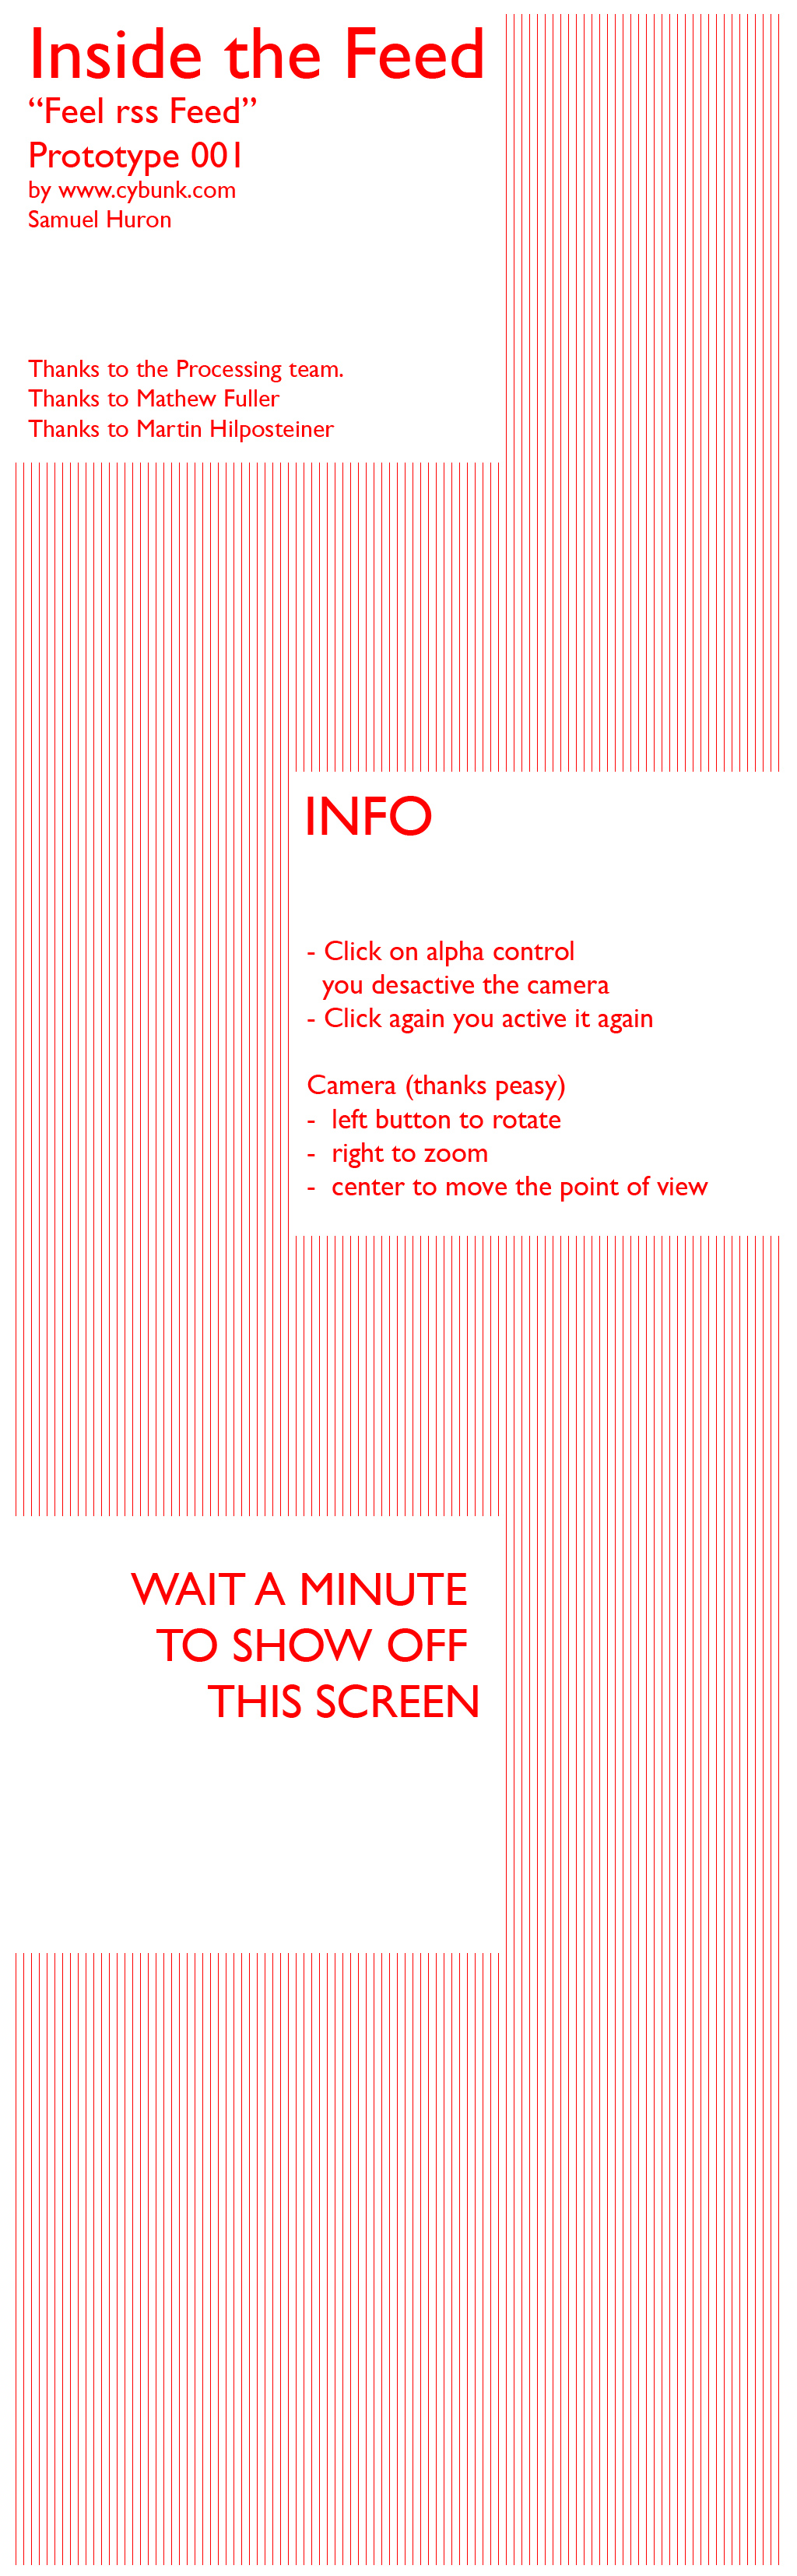 Inside the Feed
“Feel rss Feed”
Prototype 001
by www.cybunk.com
Samuel Huron
Thanks to the Processing team.
Thanks to Mathew Fuller
Thanks to Martin Hilposteiner
INFO
- Click on alpha control
you desactive the camera
- Click again you active it again
Camera (thanks peasy)
- left button to rotate
- right to zoom
- center to move the point of view
WAIT A MINUTE
TO SHOW OFF
THIS SCREEN